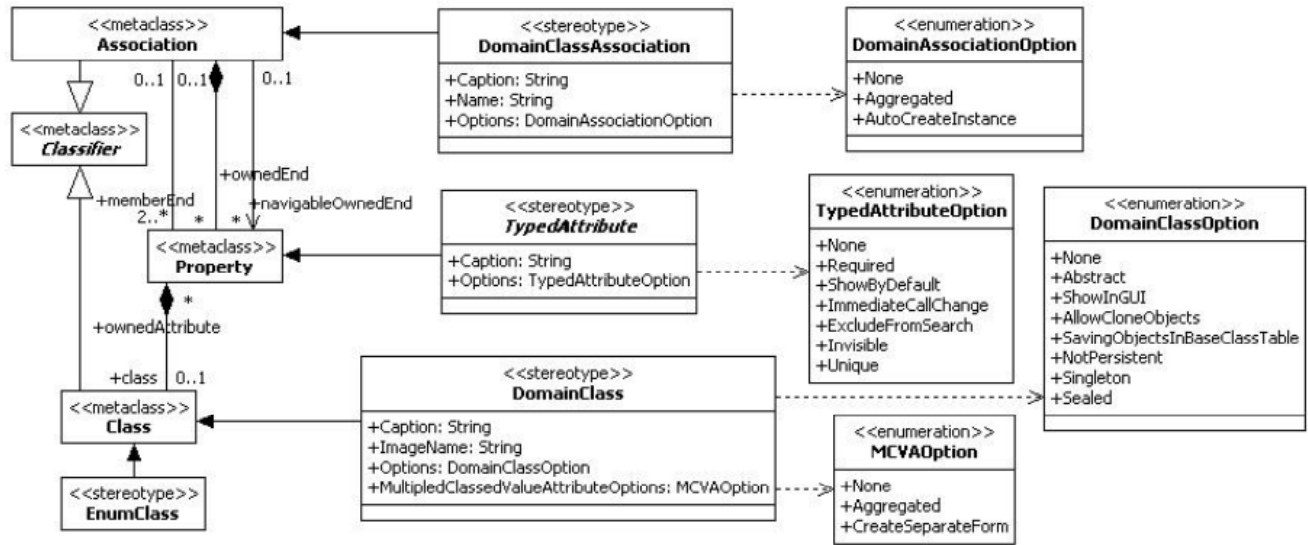 <<metaclass>>
Association
0..1
0..1
0..1
<<metaclass>>
Classifier
+ownedEnd
+memberEnd
+navigableOwnedEnd
2..*
*
*
<<metaclass>>
Property
*
+ownedAttribute
+class
0..1
<<metaclass>>
Class
<<stereotype>>
EnumClass
<<stereotype>>
DomainClassAssociation
+Caption: String
+Name: String
+Options: DomainAssociationOption
<<enumeration>>
DomainAssociationOption
+None
+Aggregated
+AutoCreateInstance
<<stereotype>>
TypedAttribute
+Caption: String
+Options: TypedAttributeOption
<<enumeration>>
TypedAttributeOption
+None
+Required
+ShowByDefault
+ImmediateCallChange
+ExcludeFromSearch
+Invisible
+Unique
<<enumeration>>
DomainClassOption
+None
+Abstract
+ShowInGUI
+AllowCloneObjects
+SavingObjectsInBaseClassTable
+NotPersistent
+Singleton
+Sealed
<<stereotype>>
DomainClass
+Caption: String
+ImageName: String
+Options: DomainClassOption
+MultipledClassedValueAttributeOptions: MCVAOption
<<enumeration>>
MCVAOption
+None
+Aggregated
+CreateSeparateForm